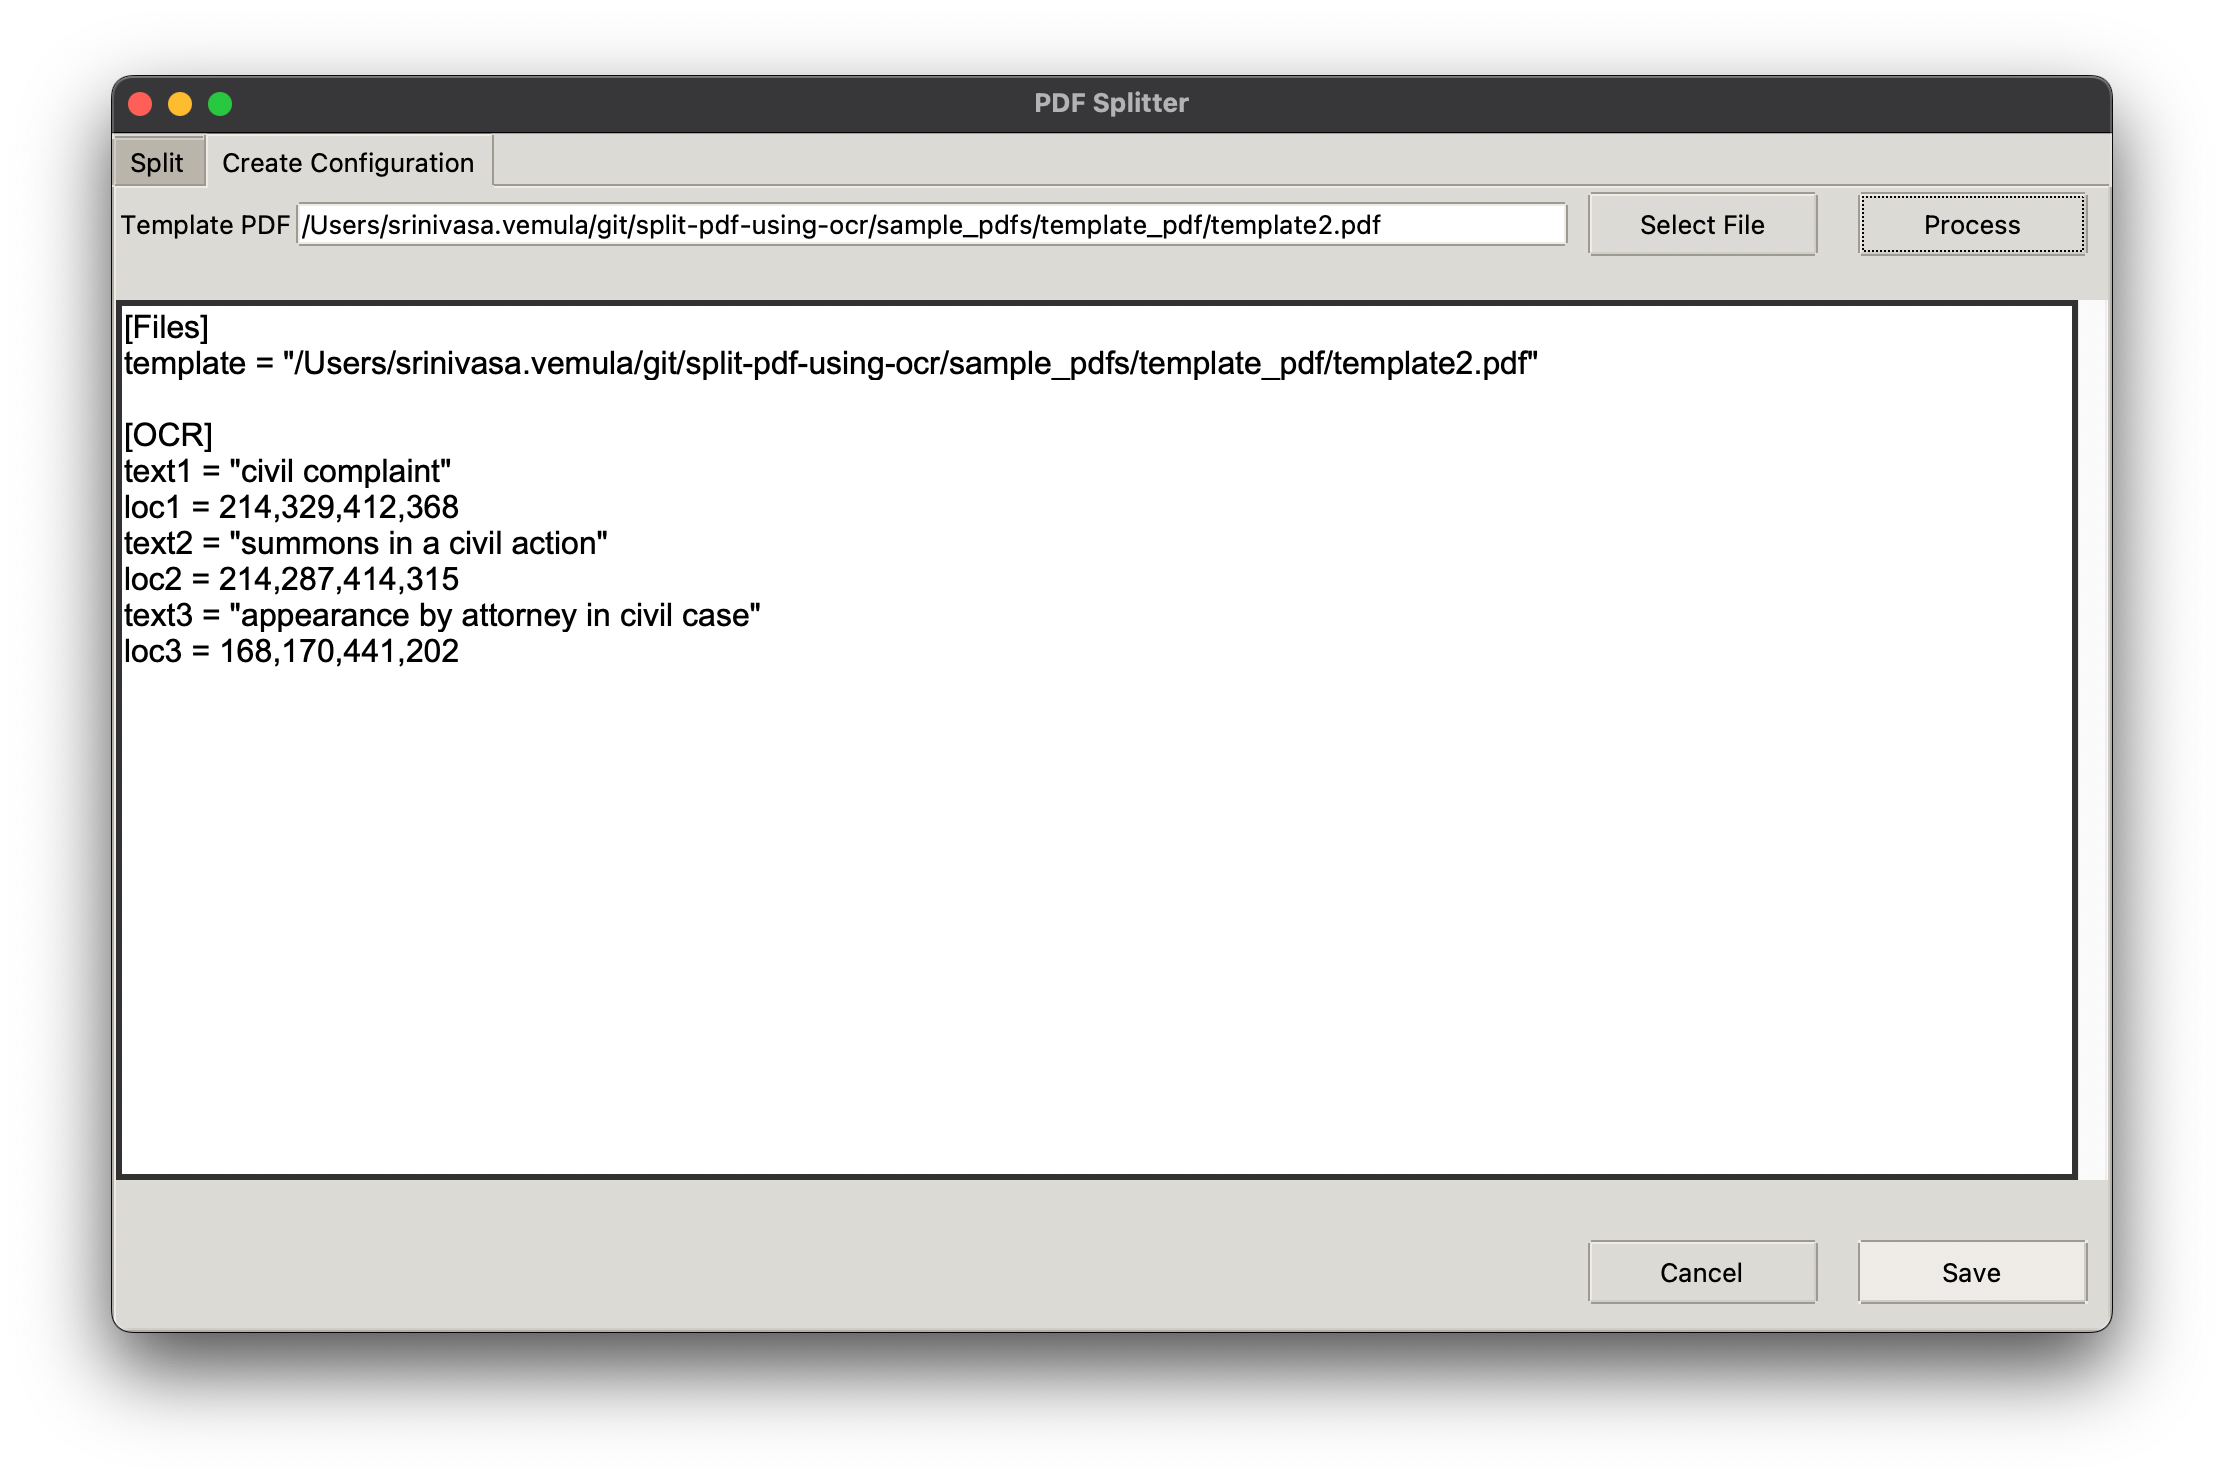 PDF Splitter
Split
Create Configuration
Template PDF
/Users/srinivasa.vemula/git/split-pdf-using-ocr/sample_pdfs/template_pdf/template2.pdf
Select File
Process
[Files]
template = "/Users/srinivasa.vemula/git/split-pdf-using-ocr/sample_pdfs/template_pdf/template2.pdf"
[OCR]
text1 = "civil complaint"
loc1 = 214,329,412,368
text2 = "summons in a civil action"
loc2 = 214,287,414,315
text3 = "appearance by attorney in civil case"
loc3 = 168,170,441,202
Cancel
Save